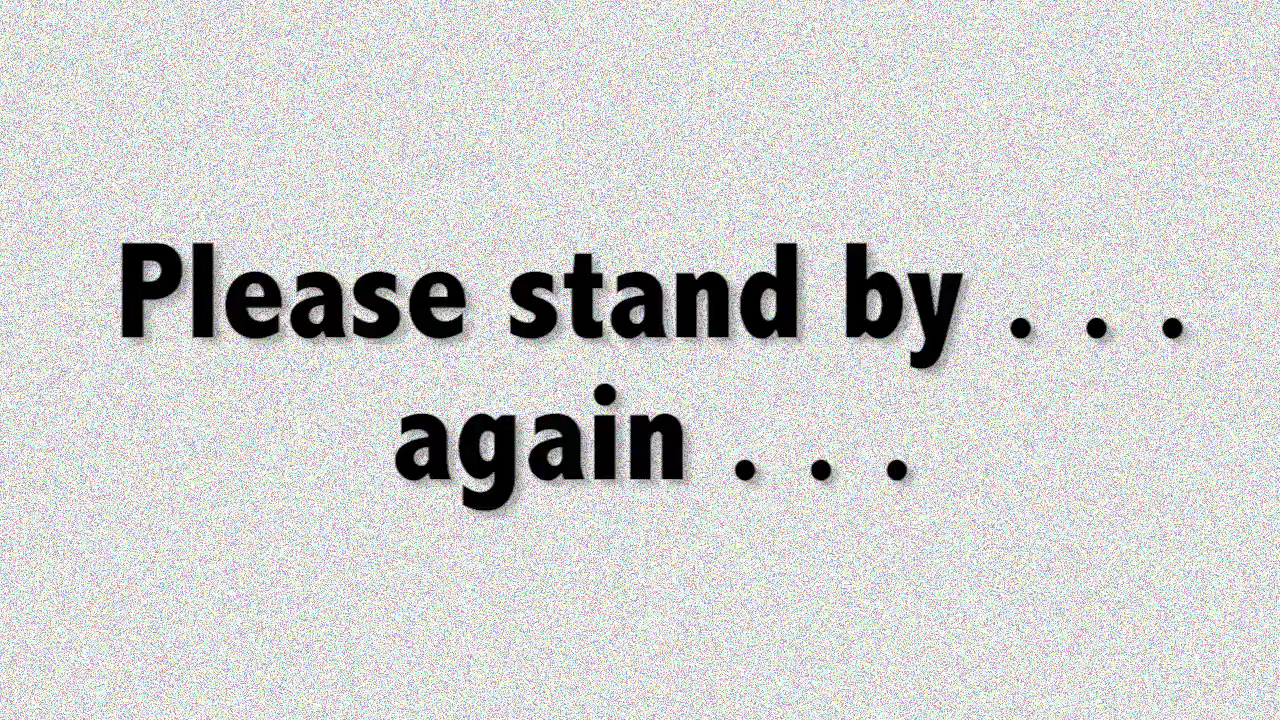 Please stand by . . .
again . . .